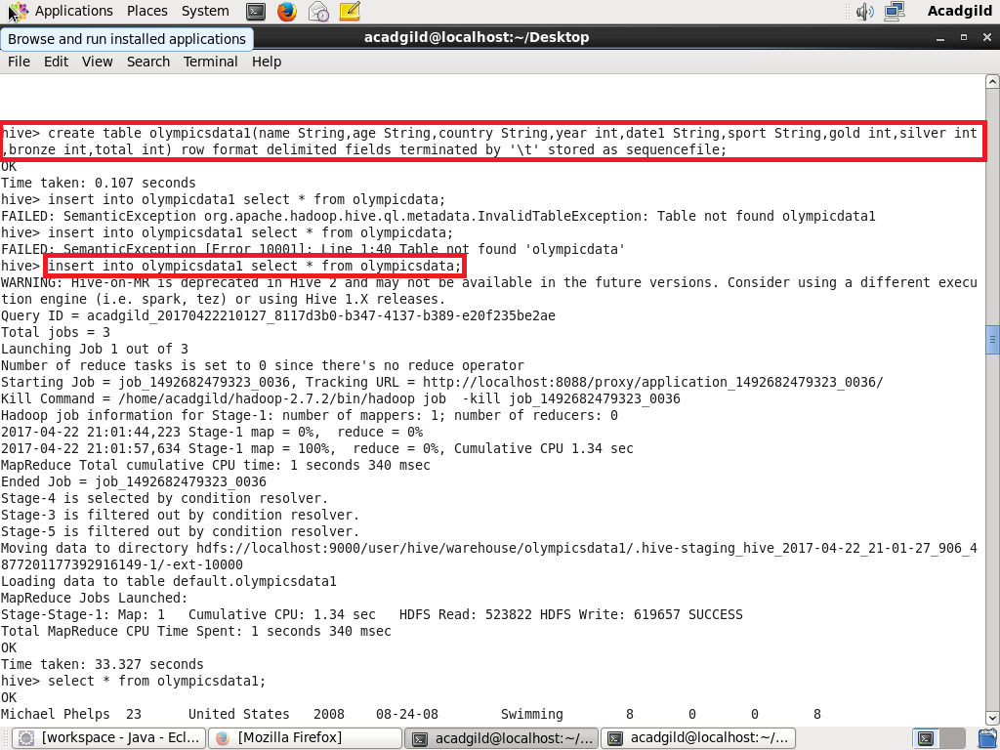 Applications Places System Acadgild
Browse and run installed applications
acadgild@localhost:~/Desktop
File Edit View Search Terminal Help
hive> create table olympicsdata1(name String,age String,country String,year int,date1 String,sport String,gold int,silver int
,bronze int,total int) row format delimited fields terminated by '\t' stored as sequencefile;
OK
Time taken: 0.107 seconds
hive> insert into olympicdata1 select * from olympicdata;
FAILED: SemanticException org.apache.hadoop.hive.ql.metadata.InvalidTableException: Table not found olympicdata1
hive> insert into olympicsdata1 select * from olympicdata;
FAILED: SemanticException [Error 10001]: Line 1:40 Table not found 'olympicdata'
hive> insert into olympicsdata1 select * from olympicsdata;
WARNING: Hive-on-MR is deprecated in Hive 2 and may not be available in the future versions. Consider using a different execu
tion engine (i.e. spark, tez) or using Hive 1.X releases.
Query ID = acadgild_20170422210127_8117d3b0-b347-4137-b389-e20f235be2ae
Total jobs = 3
Launching Job 1 out of 3
Number of reduce tasks is set to 0 since there's no reduce operator
Starting Job = job_1492682479323_0036, Tracking URL = http://localhost:8088/proxy/application_1492682479323_0036/
Kill Command = /home/acadgild/hadoop-2.7.2/bin/hadoop job  -kill job_1492682479323_0036
Hadoop job information for Stage-1: number of mappers: 1; number of reducers: 0
2017-04-22 21:01:44,223 Stage-1 map = 0%,  reduce = 0%
2017-04-22 21:01:57,634 Stage-1 map = 100%,  reduce = 0%, Cumulative CPU 1.34 sec
MapReduce Total cumulative CPU time: 1 seconds 340 msec
Ended Job = job_1492682479323_0036
Stage-4 is selected by condition resolver.
Stage-3 is filtered out by condition resolver.
Stage-5 is filtered out by condition resolver.
Moving data to directory hdfs://localhost:9000/user/hive/warehouse/olympicsdata1/.hive-staging_hive_2017-04-22_21-01-27_906_4
877201177392916149-1/-ext-10000
Loading data to table default.olympicsdata1
MapReduce Jobs Launched:
Stage-Stage-1: Map: 1   Cumulative CPU: 1.34 sec   HDFS Read: 523822 HDFS Write: 619657 SUCCESS
Total MapReduce CPU Time Spent: 1 seconds 340 msec
OK
Time taken: 33.327 seconds
hive> select * from olympicsdata1;
OK
Michael Phelps 23 United States 2008 08-24-08 Swimming 8 0 0 8
[workspace - Java - Ecl... [Mozilla Firefox] acadgild@localhost:~/... acadgild@localhost:~/...